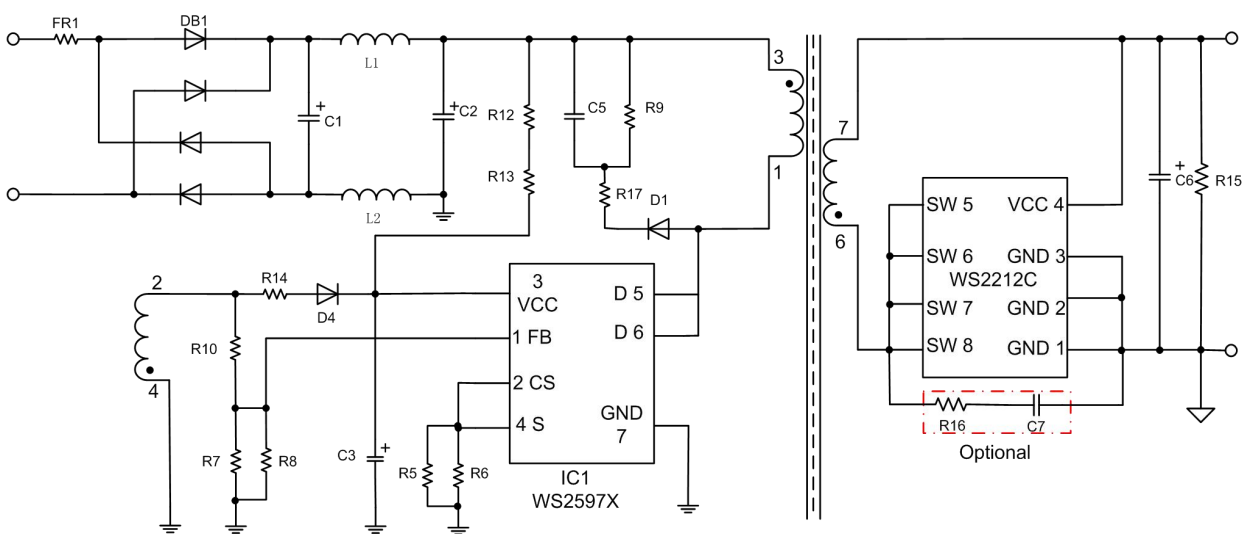 FR1
DB1
L1
3
7
C1
C2
R12
C5
R9
R13
R17
D1
1
L2
C6
R15
SW 5
VCC 4
SW 6
GND 3
WS2212C
SW 7
GND 2
SW 8
GND 1
6
2
R14
D4
3
VCC
D 5
1 FB
D 6
R10
2 CS
4
4 S
GND
7
R16
C7
Optional
R7
R8
C3
R5
R6
IC1
WS2597X
+
+
+
+